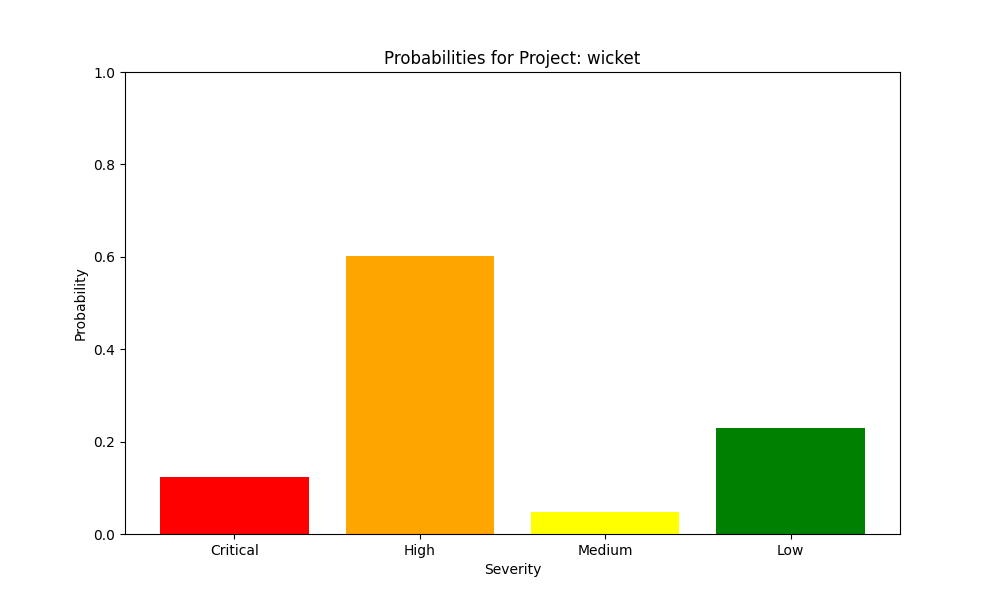 Probabilities for Project: wicket
1.0
0.8
0.6
0.4
0.2
0.0
Probability
Critical
High
Medium
Low
Severity